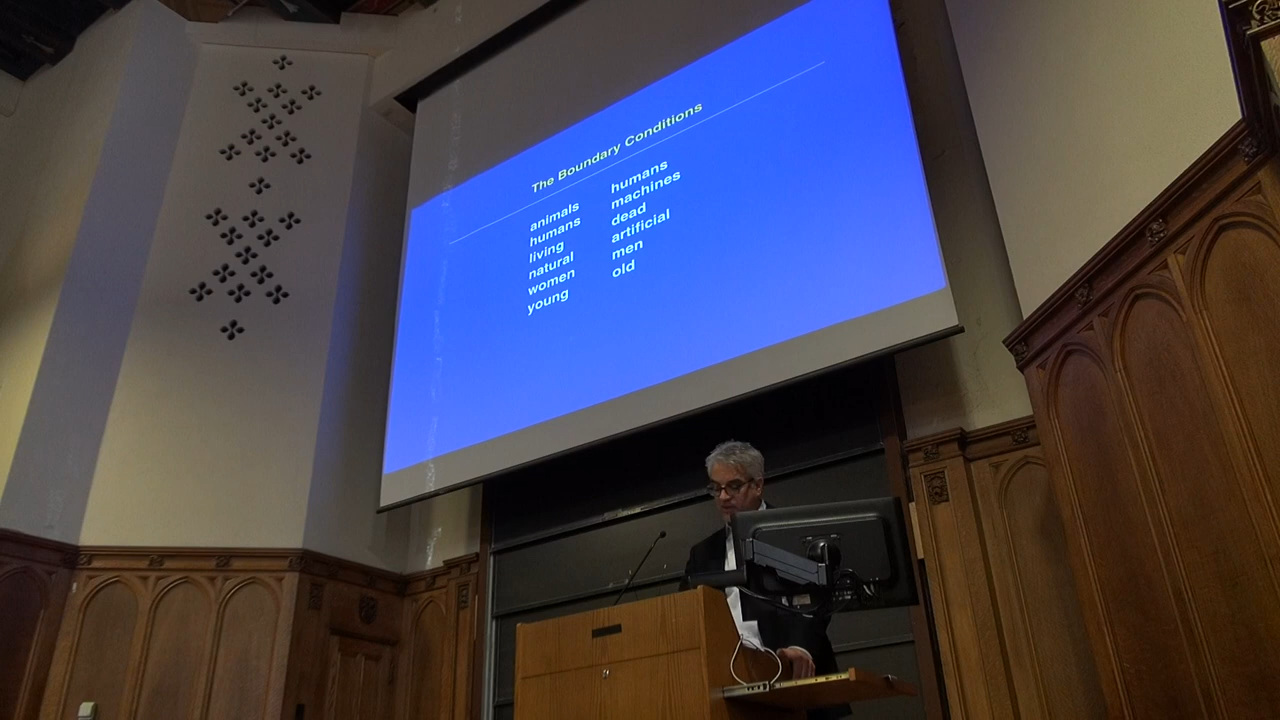 The Boundary Conditions
animals humans
humans machines
living dead
natural artificial
women men
young old